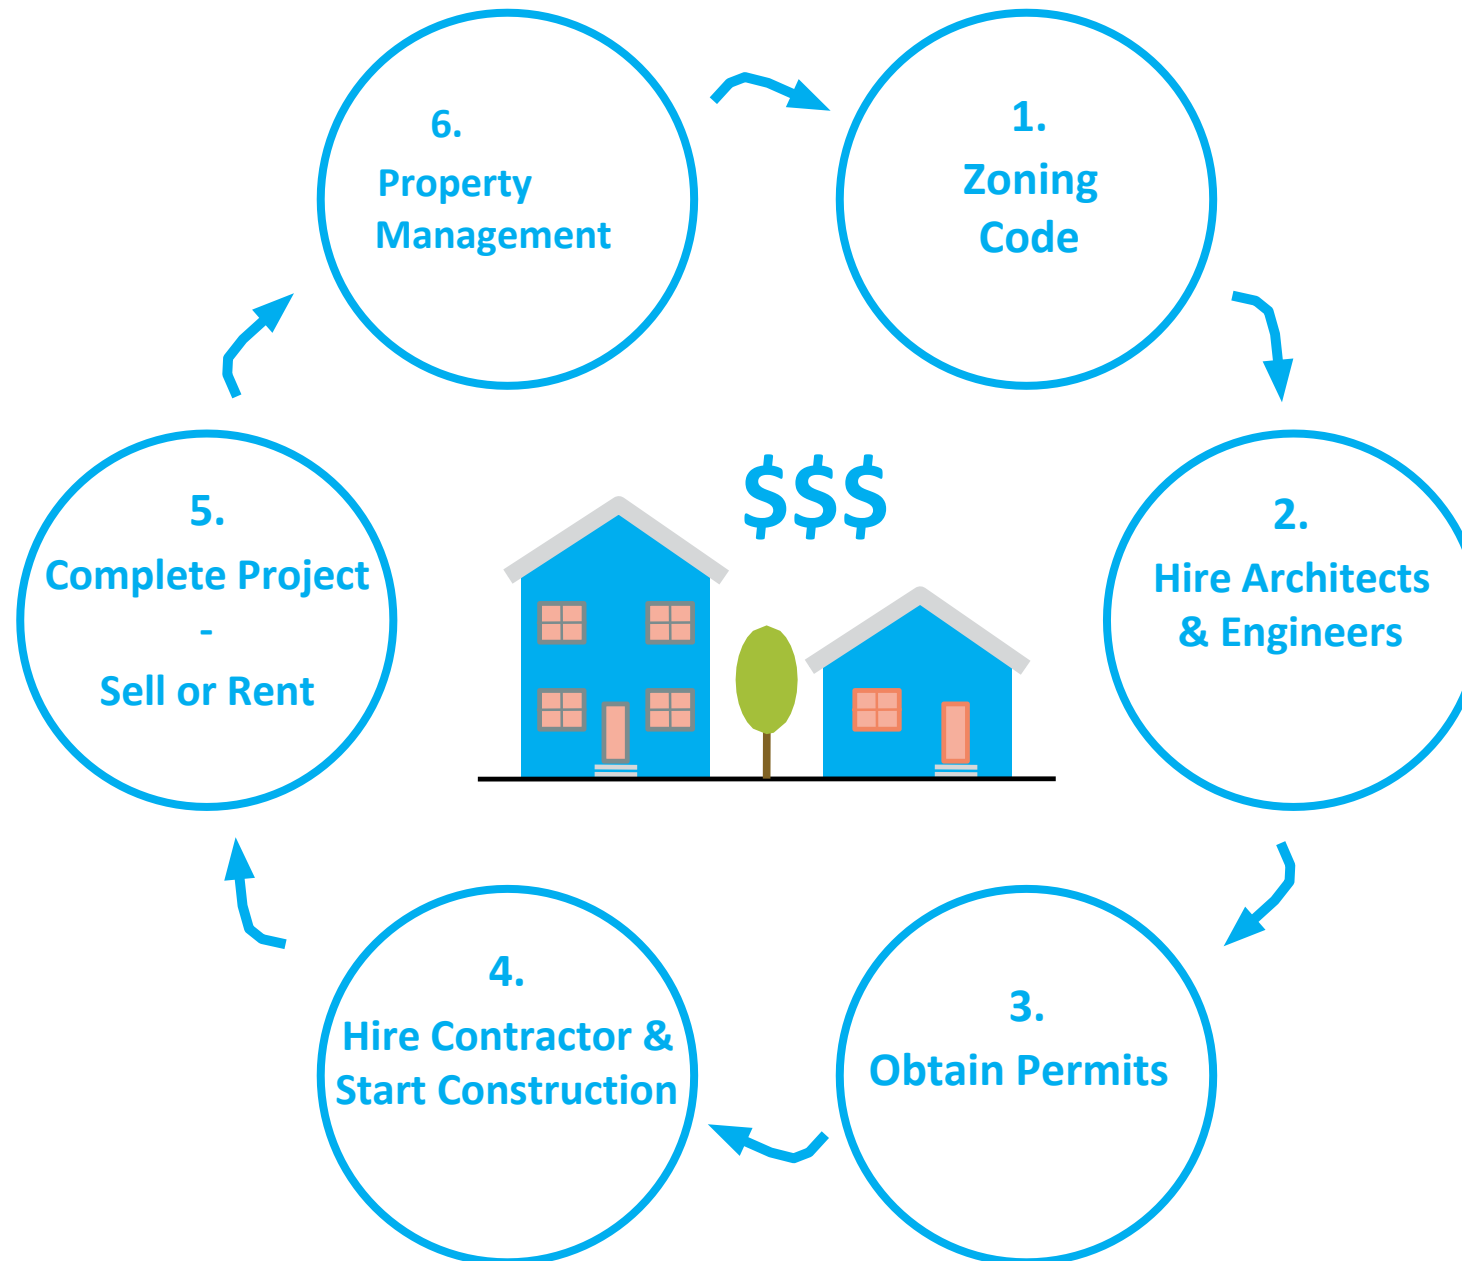 1.
Zoning
Code
2.
Hire Architects
& Engineers
3.
Obtain Permits
4.
Hire Contractor &
Start Construction
5.
Complete Project
-
Sell or Rent
6.
Property
Management
$$$